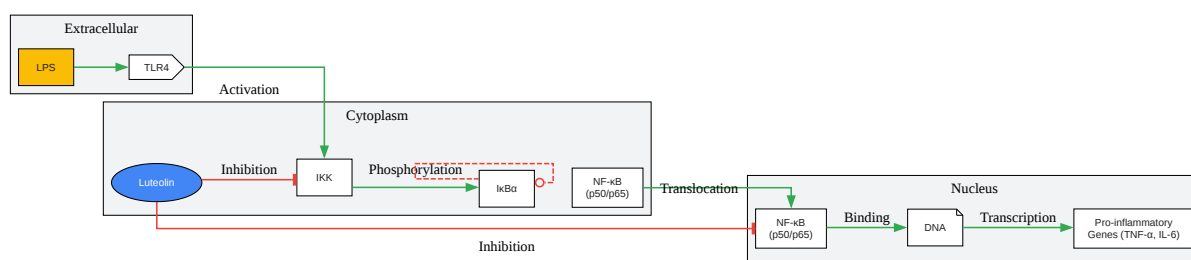 Extracellular
LPS
TLR4
Activation
Cytoplasm
Luteolin
Inhibition
IKK
Phosphorylation
IκBα
NF-κB
(p50/p65)
Translocation
Nucleus
NF-κB
(p50/p65)
Binding
DNA
Transcription
Pro-inflammatory
Genes (TNF-α, IL-6)
Inhibition